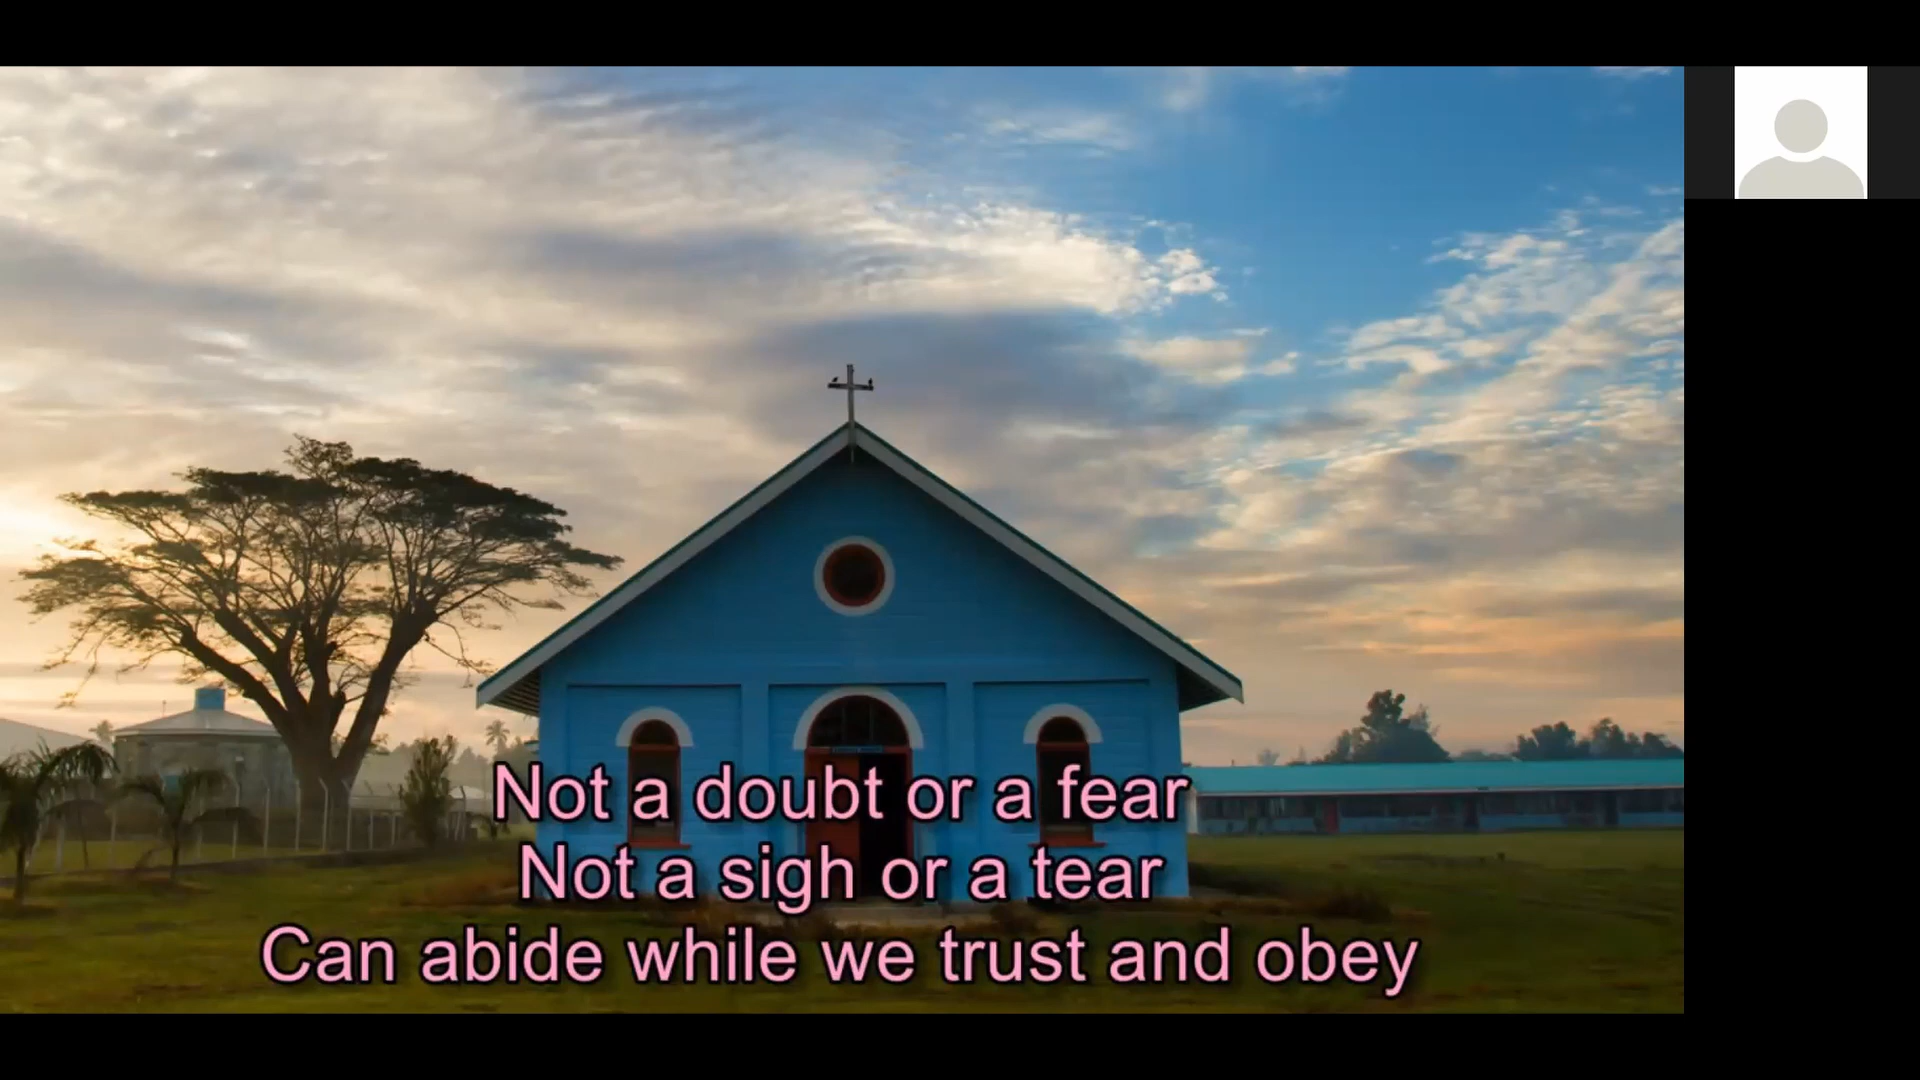 Not a doubt or a fear
Not a sigh or a tear
Can abide while we trust and obey